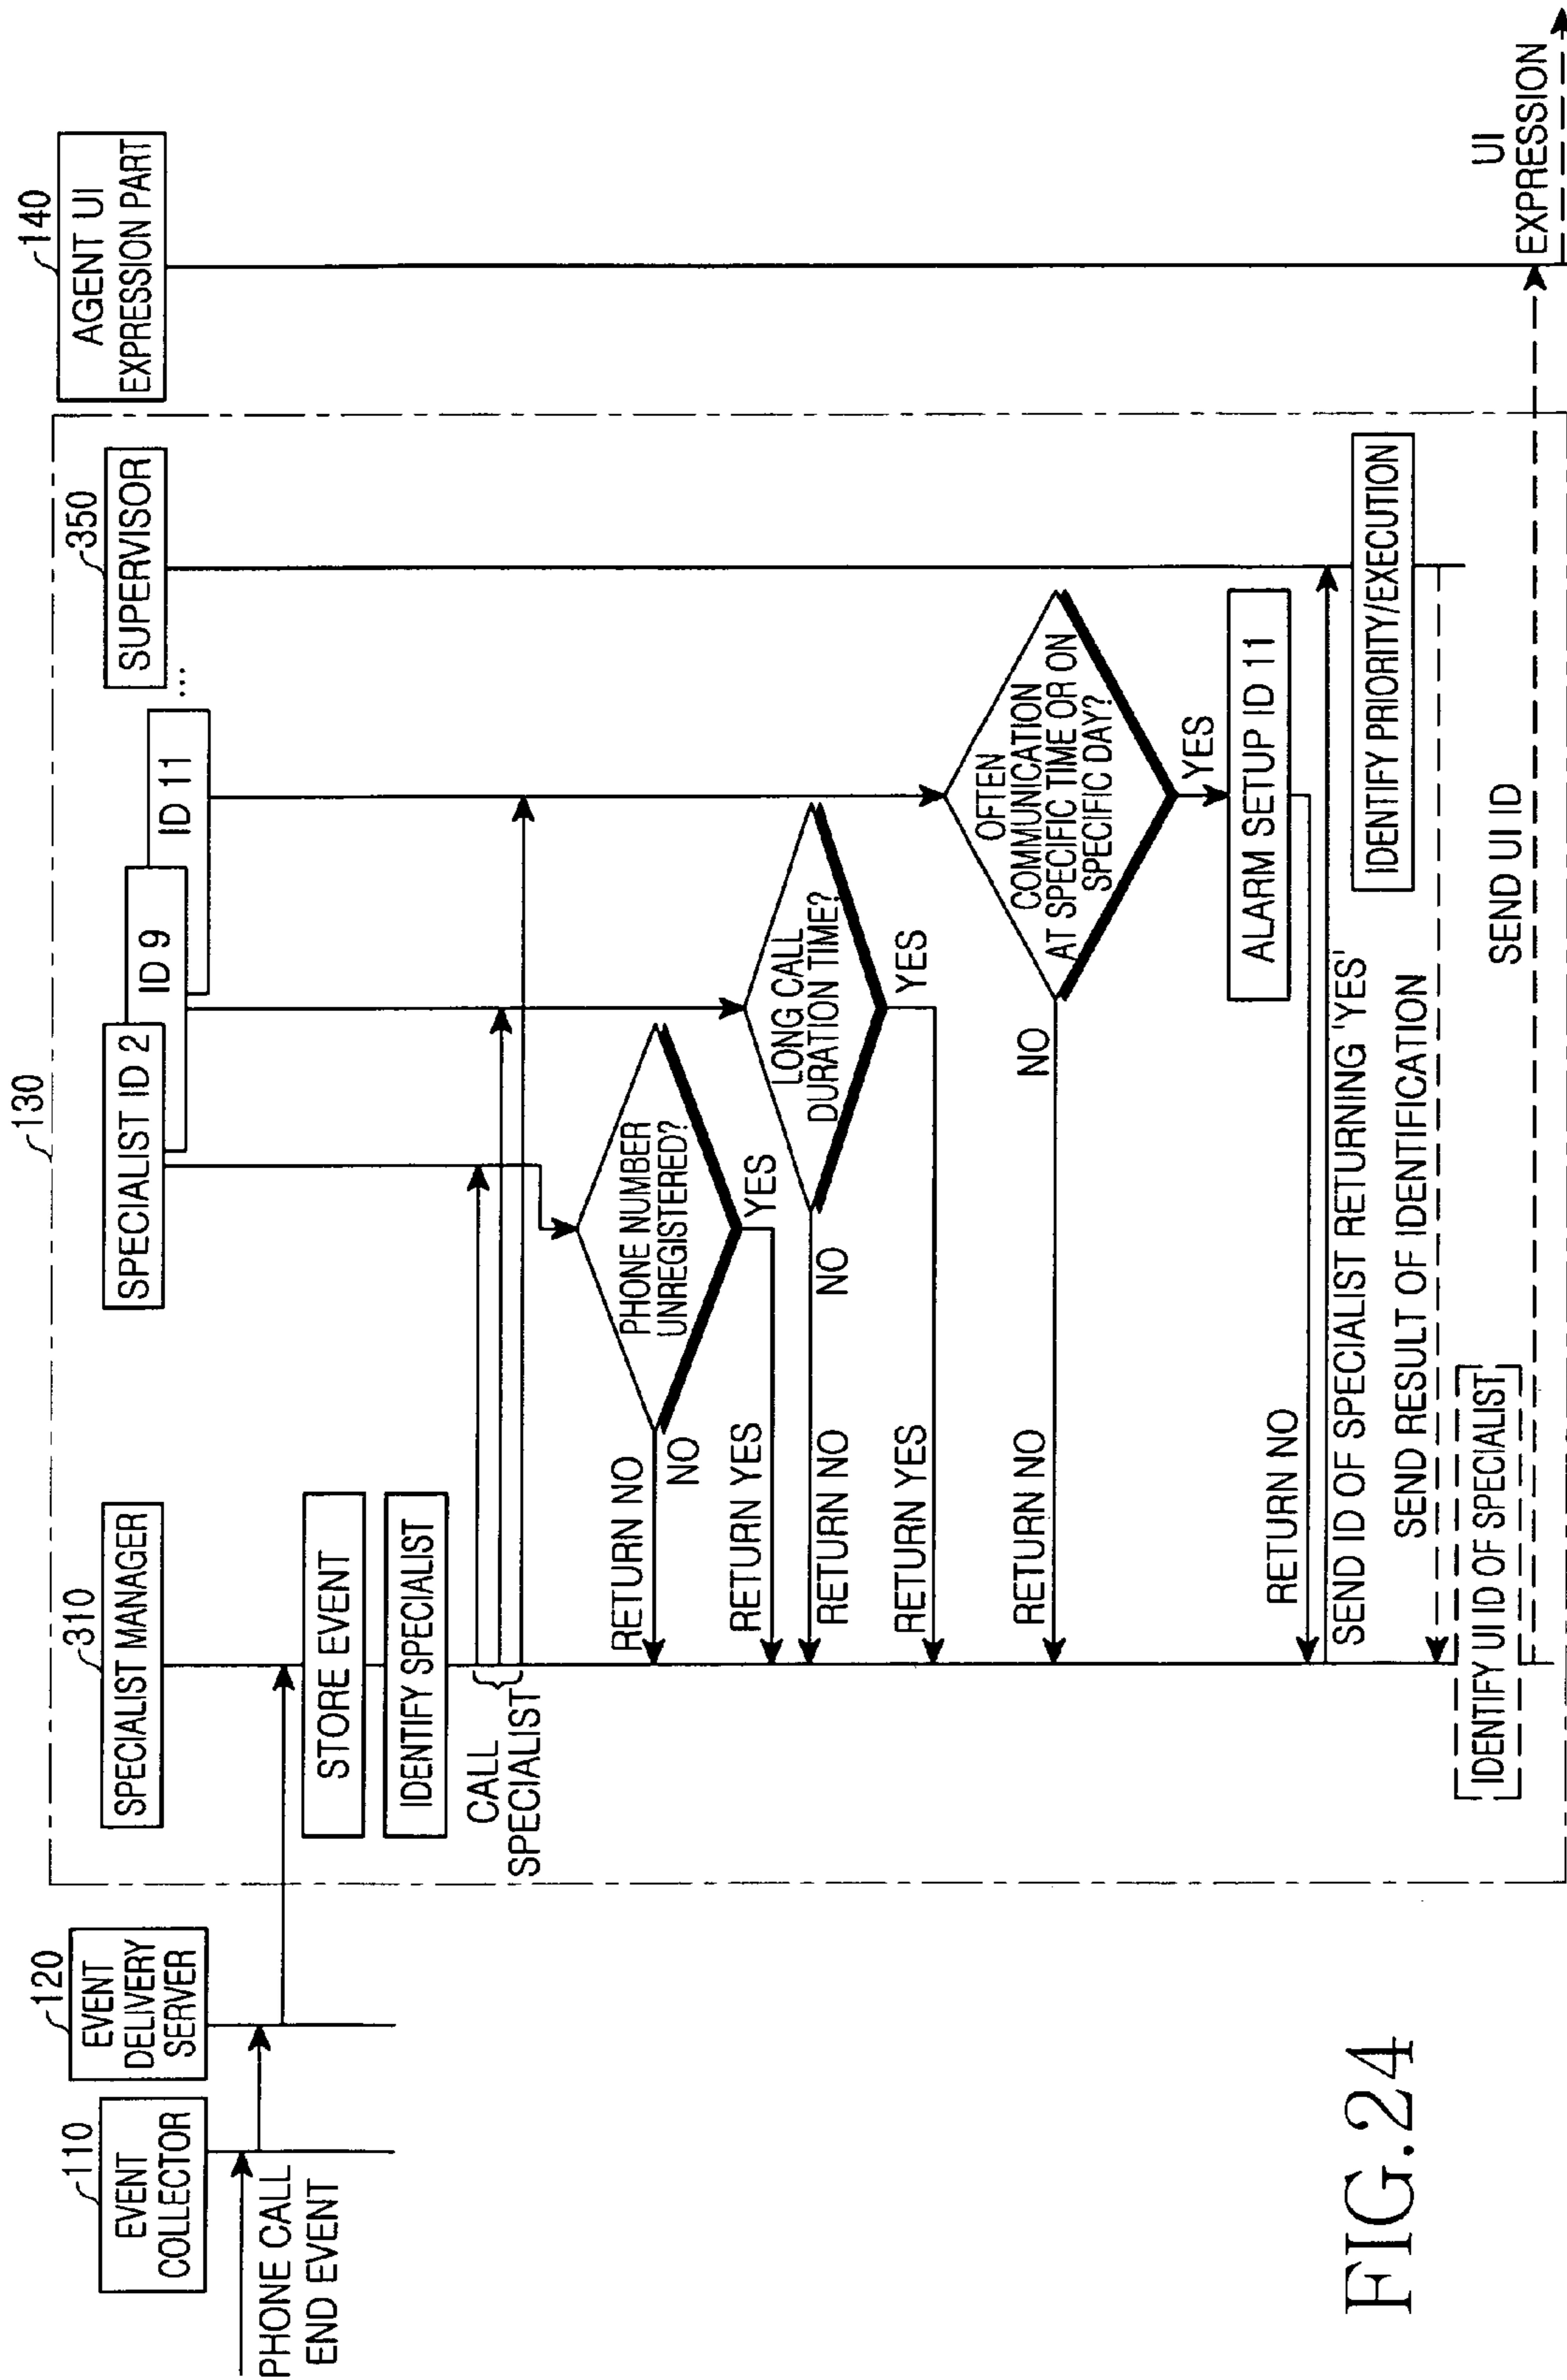 110
EVENT
COLLECTOR
PHONE CALL
END EVENT
120
EVENT
DELIVERY
SERVER
130
310
SPECIALIST MANAGER
SPECIALIST ID 2
ID 9
ID 11
...
350
SUPERVISOR
140
AGENT UI
EXPRESSION PART
STORE EVENT
IDENTIFY SPECIALIST
CALL
SPECIALIST
PHONE NUMBER
UNREGISTERED?
RETURN NO
NO
YES
RETURN YES
LONG CALL
DURATION TIME?
NO
RETURN NO
YES
RETURN YES
OFTEN
COMMUNICATION
AT SPECIFIC TIME OR ON
SPECIFIC DAY?
NO
RETURN NO
YES
ALARM SETUP ID 11
RETURN NO
SEND ID OF SPECIALIST RETURNING 'YES'
IDENTIFY PRIORITY/EXECUTION
SEND RESULT OF IDENTIFICATION
IDENTIFY UI ID OF SPECIALIST
SEND UI ID
UI
EXPRESSION
FIG.24